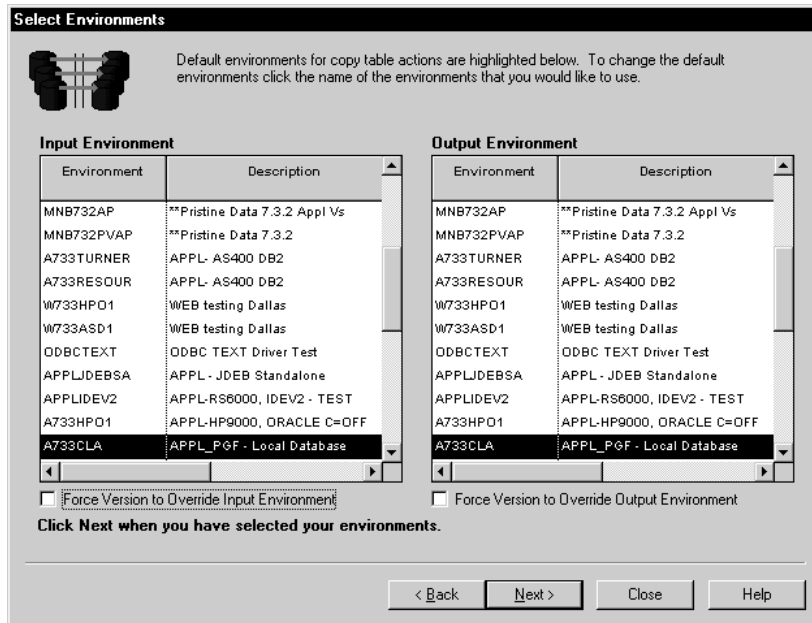 Select Environments
Default environments for copy table actions are highlighted below. To change the default
environments click the name of the environments that you would like to use.
Input Environment
Environment Description
MNB732AP **Pristine Data 7.3.2 Appl Vs
MNB732PVAP **Pristine Data 7.3.2
A733TURNER APPL- AS400 DB2
A733RESOUR APPL- AS400 DB2
W733HPO1 WEB testing Dallas
W733ASD1 WEB testing Dallas
ODBCTEXT ODBC TEXT Driver Test
APPLJDEBSA APPL - JDEB Standalone
APPLIDEV2 APPL-RS6000, IDEV2 - TEST
A733HPO1 APPL-HP9000, ORACLE C=OFF
A733CLA APPL_PGF - Local Database
Force Version to Override Input Environment
Output Environment
Environment Description
MNB732AP **Pristine Data 7.3.2 Appl Vs
MNB732PVAP **Pristine Data 7.3.2
A733TURNER APPL- AS400 DB2
A733RESOUR APPL- AS400 DB2
W733HPO1 WEB testing Dallas
W733ASD1 WEB testing Dallas
ODBCTEXT ODBC TEXT Driver Test
APPLJDEBSA APPL - JDEB Standalone
APPLIDEV2 APPL-RS6000, IDEV2 - TEST
A733HPO1 APPL-HP9000, ORACLE C=OFF
A733CLA APPL_PGF - Local Database
Force Version to Override Output Environment
Click Next when you have selected your environments.
< Back Next > Close Help